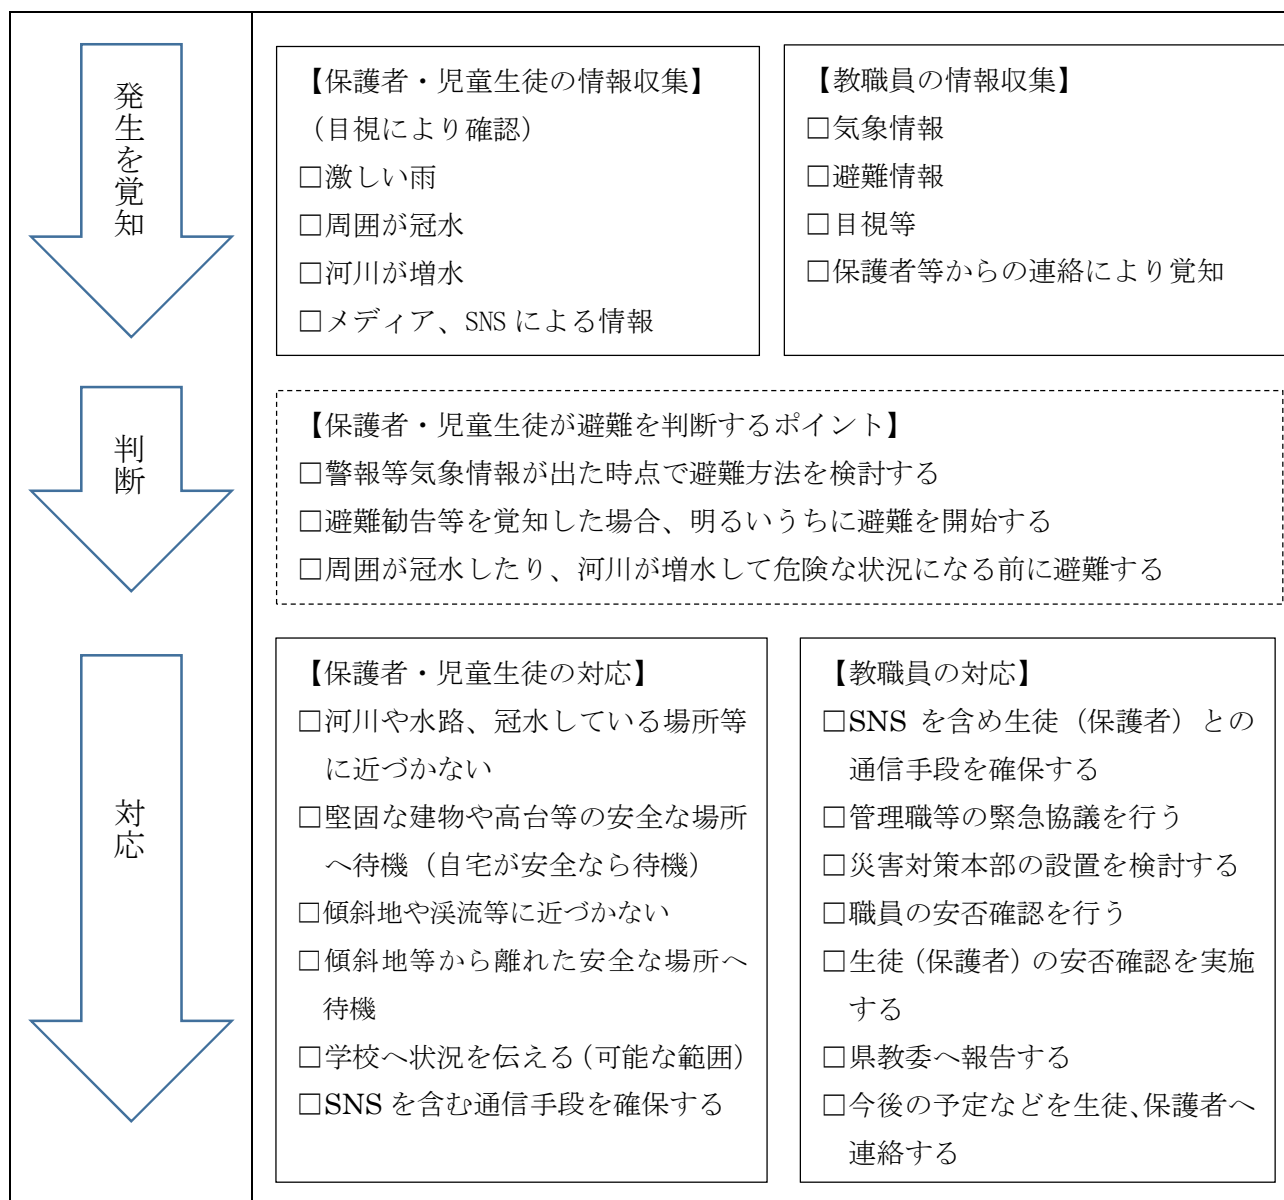 発生を覚知
【保護者・児童生徒の情報収集】
（目視により確認）
□激しい雨
□周囲が冠水
□河川が増水
□メディア、SNS による情報
【教職員の情報収集】
□気象情報
□避難情報
□目視等
□保護者等からの連絡により覚知
判断
【保護者・児童生徒が避難を判断するポイント】
□警報等気象情報が出た時点で避難方法を検討する
□避難勧告等を覚知した場合、明るいうちに避難を開始する
□周囲が冠水したり、河川が増水して危険な状況になる前に避難する
対応
【保護者・児童生徒の対応】
□河川や水路、冠水している場所等
に近づかない
□堅固な建物や高台等の安全な場所
へ待機（自宅が安全なら待機）
□傾斜地や渓流等に近づかない
□傾斜地等から離れた安全な場所へ
待機
□学校へ状況を伝える（可能な範囲）
□SNS を含む通信手段を確保する
【教職員の対応】
□SNS を含め生徒（保護者）との
通信手段を確保する
□管理職等の緊急協議を行う
□災害対策本部の設置を検討する
□職員の安否確認を行う
□生徒（保護者）の安否確認を実施
する
□県教委へ報告する
□今後の予定などを生徒、保護者へ
連絡する